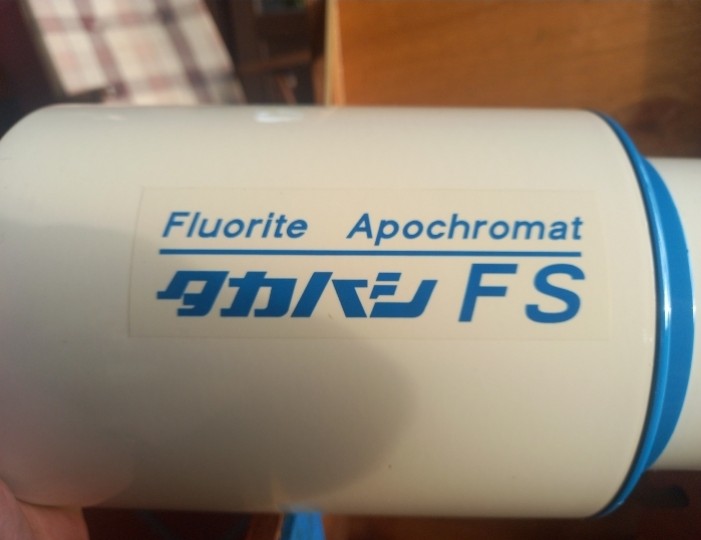 Fluorite Apochromat
タカハシ FS